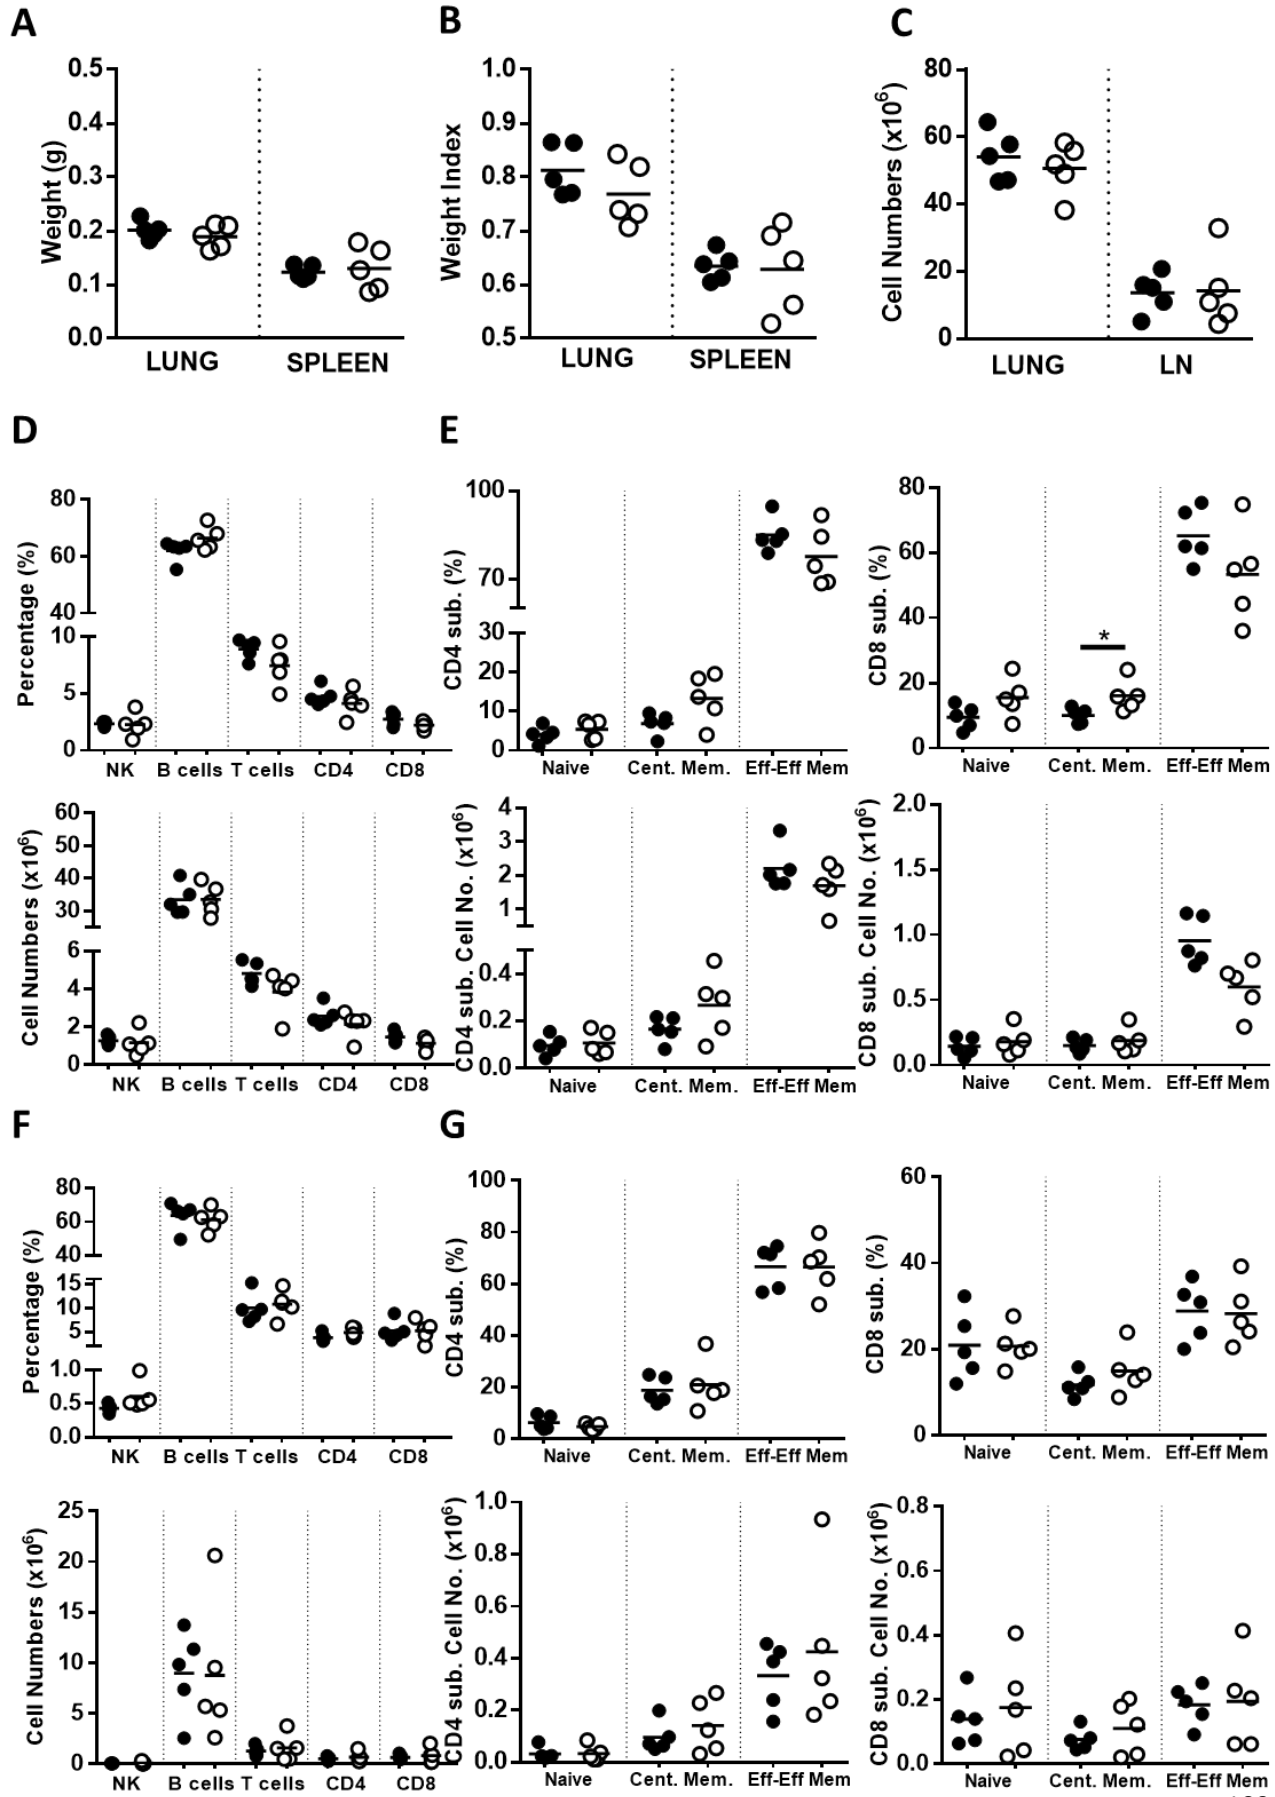 A
B
C
0.5
0.4
0.3
0.2
0.1
0.0
Weight (g)
LUNG
SPLEEN
1.0
0.9
0.8
0.7
0.6
0.5
Weight Index
LUNG
SPLEEN
80
60
40
20
0
Cell Numbers (x10⁶)
LUNG
LN
D
E
80
60
40
10
5
0
Percentage (%)
NK
B cells
T cells
CD4
CD8
100
70
30
20
10
0
CD4 sub. (%)
Naive
Cent. Mem.
Eff-Eff Mem
80
60
40
20
0
CD8 sub. (%)
Naive
Cent. Mem.
Eff-Eff Mem
*
60
50
40
30
6
4
2
0
Cell Numbers (x10⁶)
NK
B cells
T cells
CD4
CD8
4
3
2
1
0.4
0.2
0.0
CD4 sub. Cell No. (x10⁶)
Naive
Cent. Mem.
Eff-Eff Mem
2.0
1.5
1.0
0.5
0.0
CD8 sub. Cell No. (x10⁶)
Naive
Cent. Mem.
Eff-Eff Mem
F
G
80
60
40
15
10
5
1.0
0.5
0.0
Percentage (%)
NK
B cells
T cells
CD4
CD8
100
80
60
40
20
0
CD4 sub. (%)
Naive
Cent. Mem.
Eff-Eff Mem
60
40
20
0
CD8 sub. (%)
Naive
Cent. Mem.
Eff-Eff Mem
25
20
15
10
5
0
Cell Numbers (x10⁶)
NK
B cells
T cells
CD4
CD8
1.0
0.8
0.6
0.4
0.2
0.0
CD4 sub. Cell No. (x10⁶)
Naive
Cent. Mem.
Eff-Eff Mem
0.8
0.6
0.4
0.2
0.0
CD8 sub. Cell No. (x10⁶)
Naive
Cent. Mem.
Eff-Eff Mem